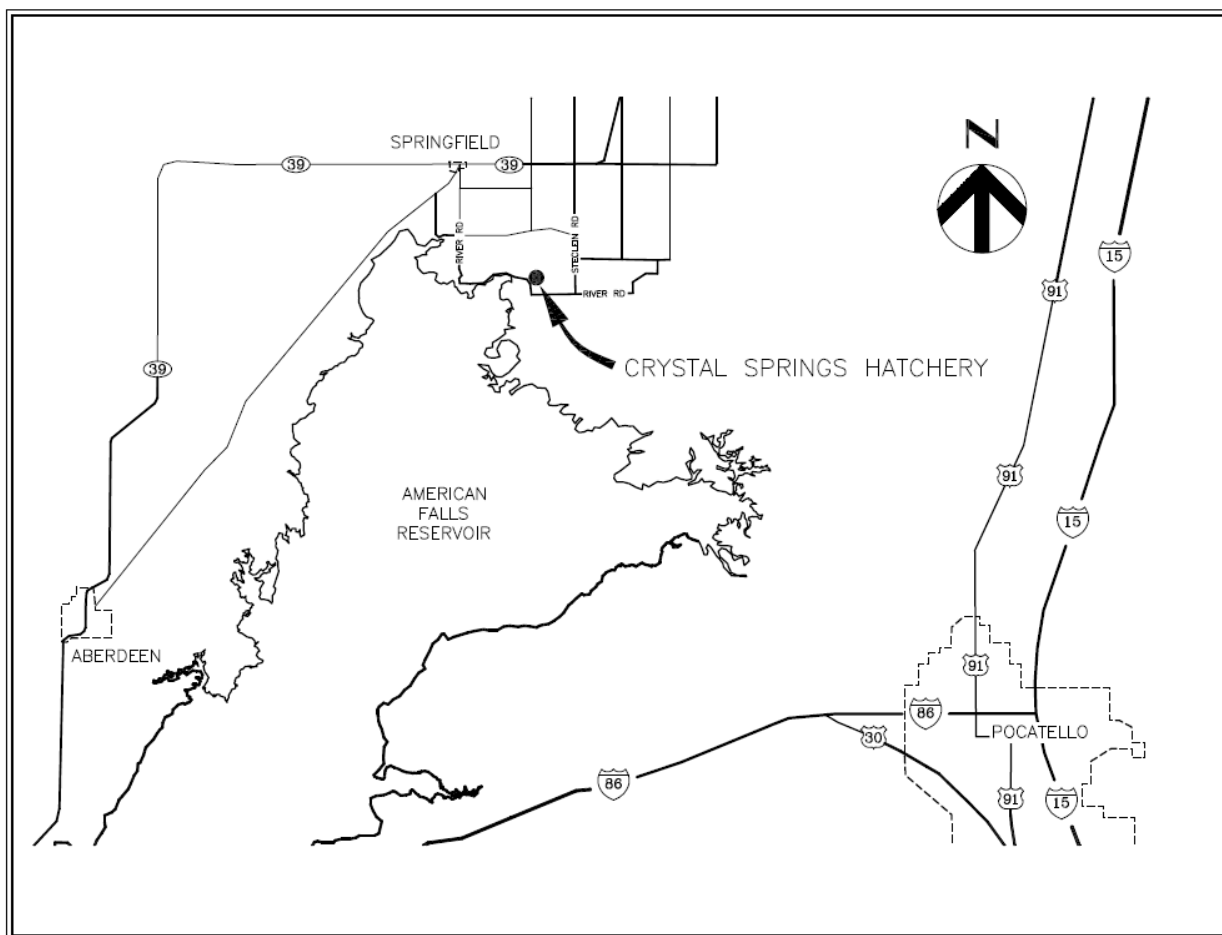 SPRINGFIELD
39
39
N
RIVER RD
STECLEIN RD
15
91
RIVER RD
39
CRYSTAL SPRINGS HATCHERY
91
AMERICAN
FALLS
RESERVOIR
15
ABERDEEN
91
86
30
POCATELLO
86
91
15